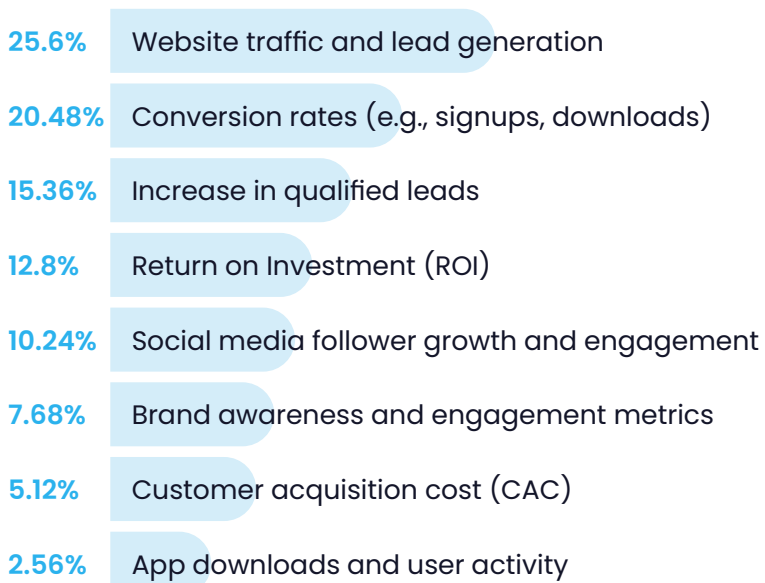 25.6% Website traffic and lead generation
20.48% Conversion rates (e.g., signups, downloads)
15.36% Increase in qualified leads
12.8% Return on Investment (ROI)
10.24% Social media follower growth and engagement
7.68% Brand awareness and engagement metrics
5.12% Customer acquisition cost (CAC)
2.56% App downloads and user activity